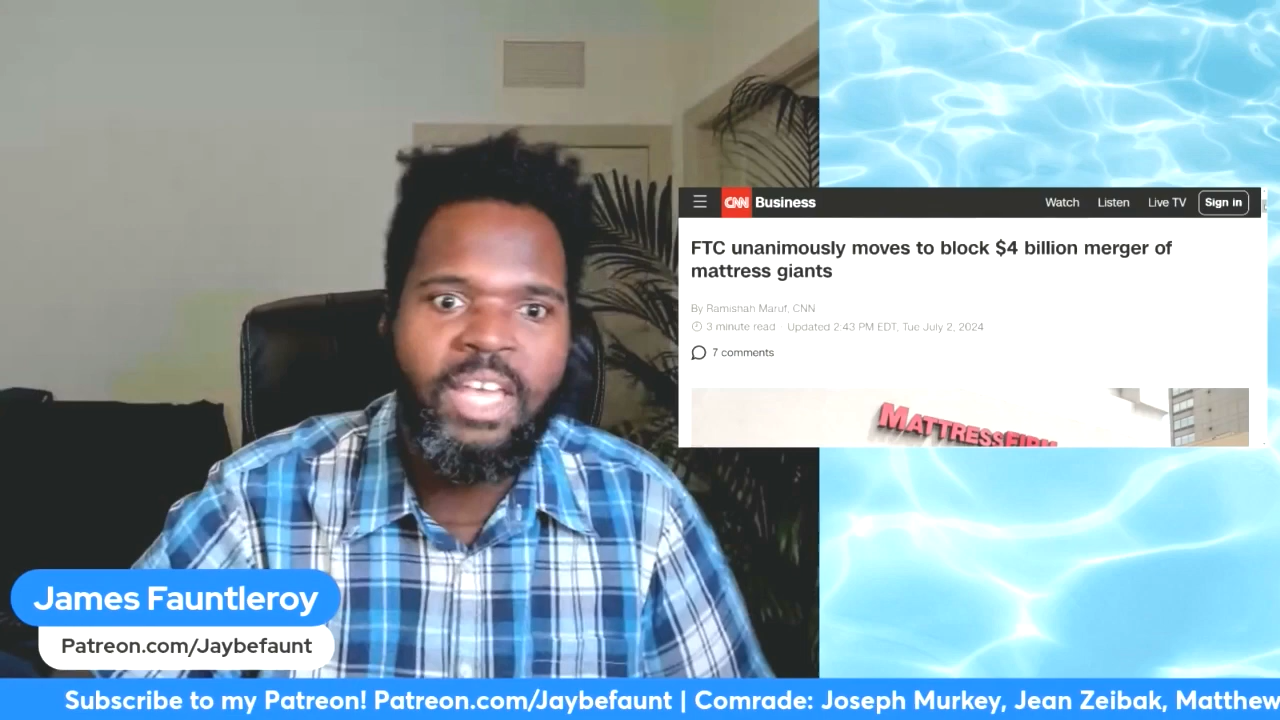 CNN Business
Watch Listen Live TV Sign in
FTC unanimously moves to block $4 billion merger of
mattress giants
By Ramishah Maruf, CNN
3 minute read Updated 2:43 PM EDT, Tue July 2, 2024
7 comments
MATTRESSFIRM
James Fauntleroy
Patreon.com/Jaybefaunt
Subscribe to my Patreon! Patreon.com/Jaybefaunt | Comrade: Joseph Murkey, Jean Zeibak, Matthew